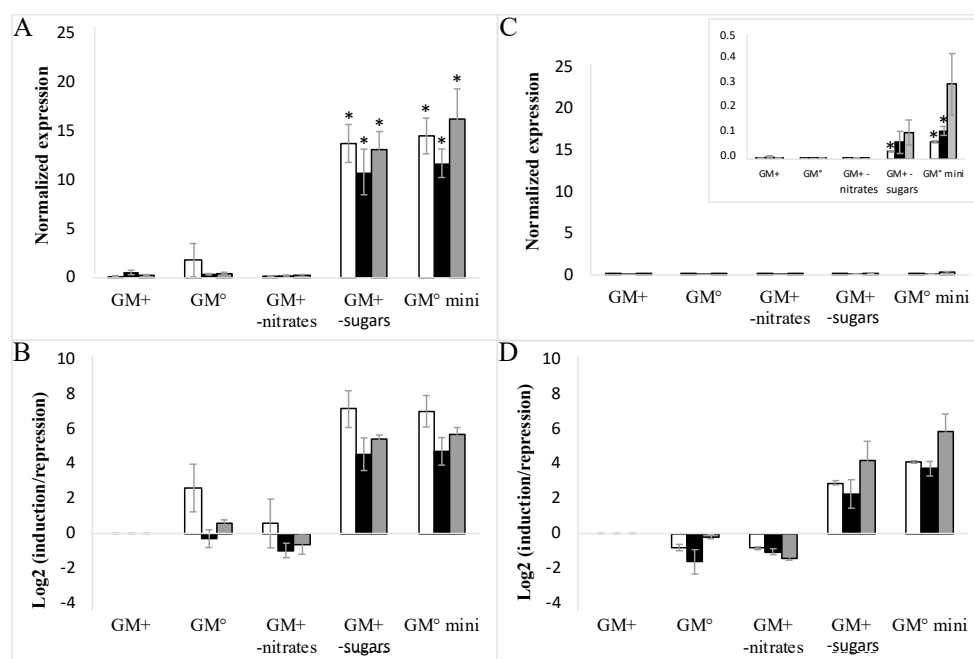 A
Normalized expression
25
20
15
10
5
0
* * * * * *
GM+ GM° GM+ GM+ GM° mini
-nitrates -sugars
C
Normalized expression
25
20
15
10
5
0
0.5
0.4
0.3
0.2
0.1
0.1
0.0
* * *
GM+ GM° GM+ - GM+ - GM° mini
nitrates sugars
GM+ GM° GM+ GM+ GM° mini
-nitrates -sugars
B
Log2 (induction/repression)
10
8
6
4
2
0
-2
-4
GM+ GM° GM+ GM+ GM° mini
-nitrates -sugars
D
Log2 (induction/repression)
10
8
6
4
2
0
-2
-4
GM+ GM° GM+ GM+ GM° mini
-nitrates -sugars